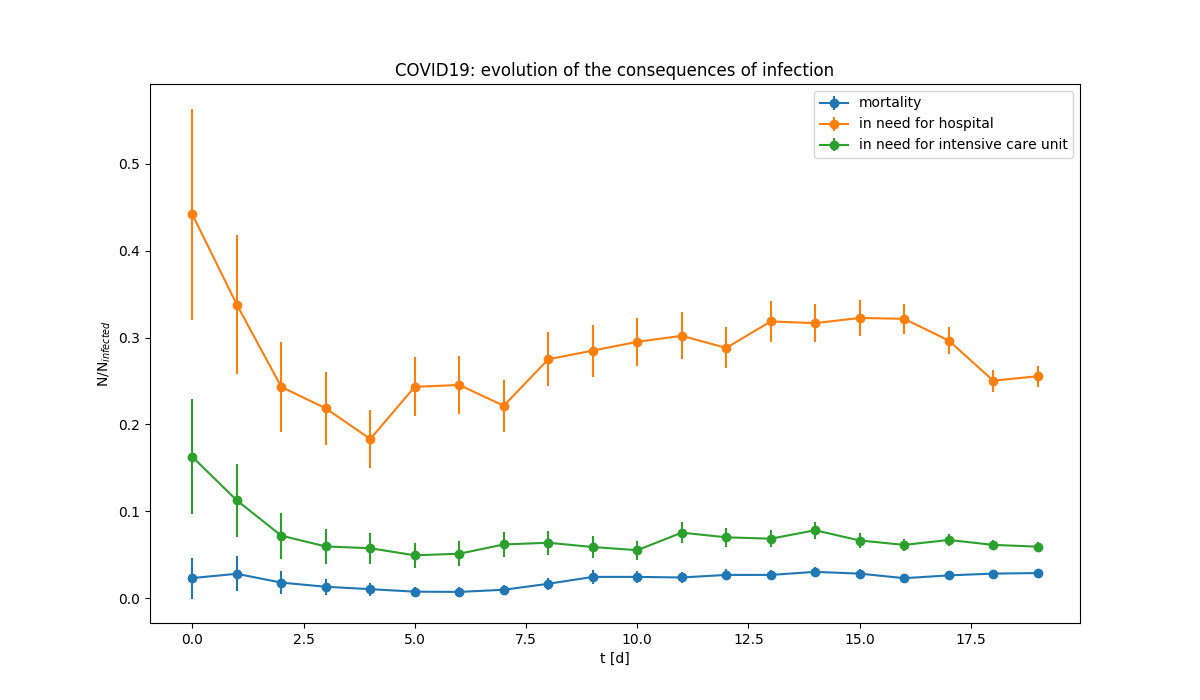 COVID19: evolution of the consequences of infection
mortality
in need for hospital
in need for intensive care unit
N/N_infected
0.5
0.4
0.3
0.2
0.1
0.0
0.0 2.5 5.0 7.5 10.0 12.5 15.0 17.5
t [d]